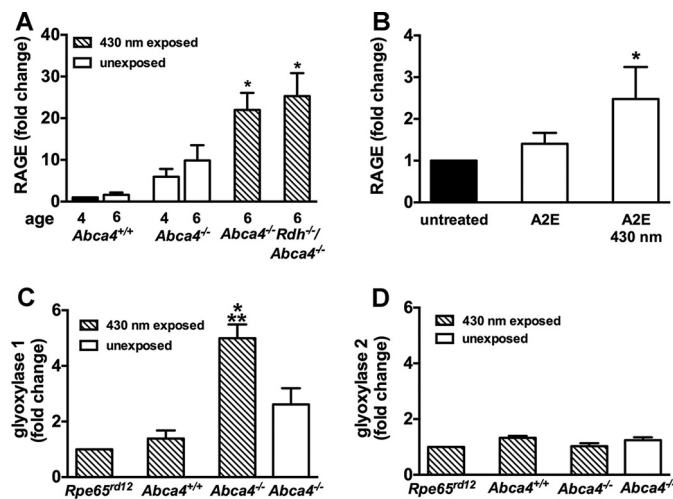 A
430 nm exposed
unexposed
RAGE (fold change)
40
30
20
10
0
*
*
age 4 6 4 6 6 6
Abca4+/+ Abca4-/- Abca4-/- Rdh-/-/
Abca4-/-
B
RAGE (fold change)
4
3
2
1
0
*
untreated A2E A2E
430 nm
C
430 nm exposed
unexposed
glyoxylase 1
(fold change)
6
4
2
0
*
**
Rpe65rd12 Abca4+/+ Abca4-/- Abca4-/-
D
430 nm exposed
unexposed
glyoxylase 2
(fold change)
6
4
2
0
Rpe65rd12 Abca4+/+ Abca4-/- Abca4-/-